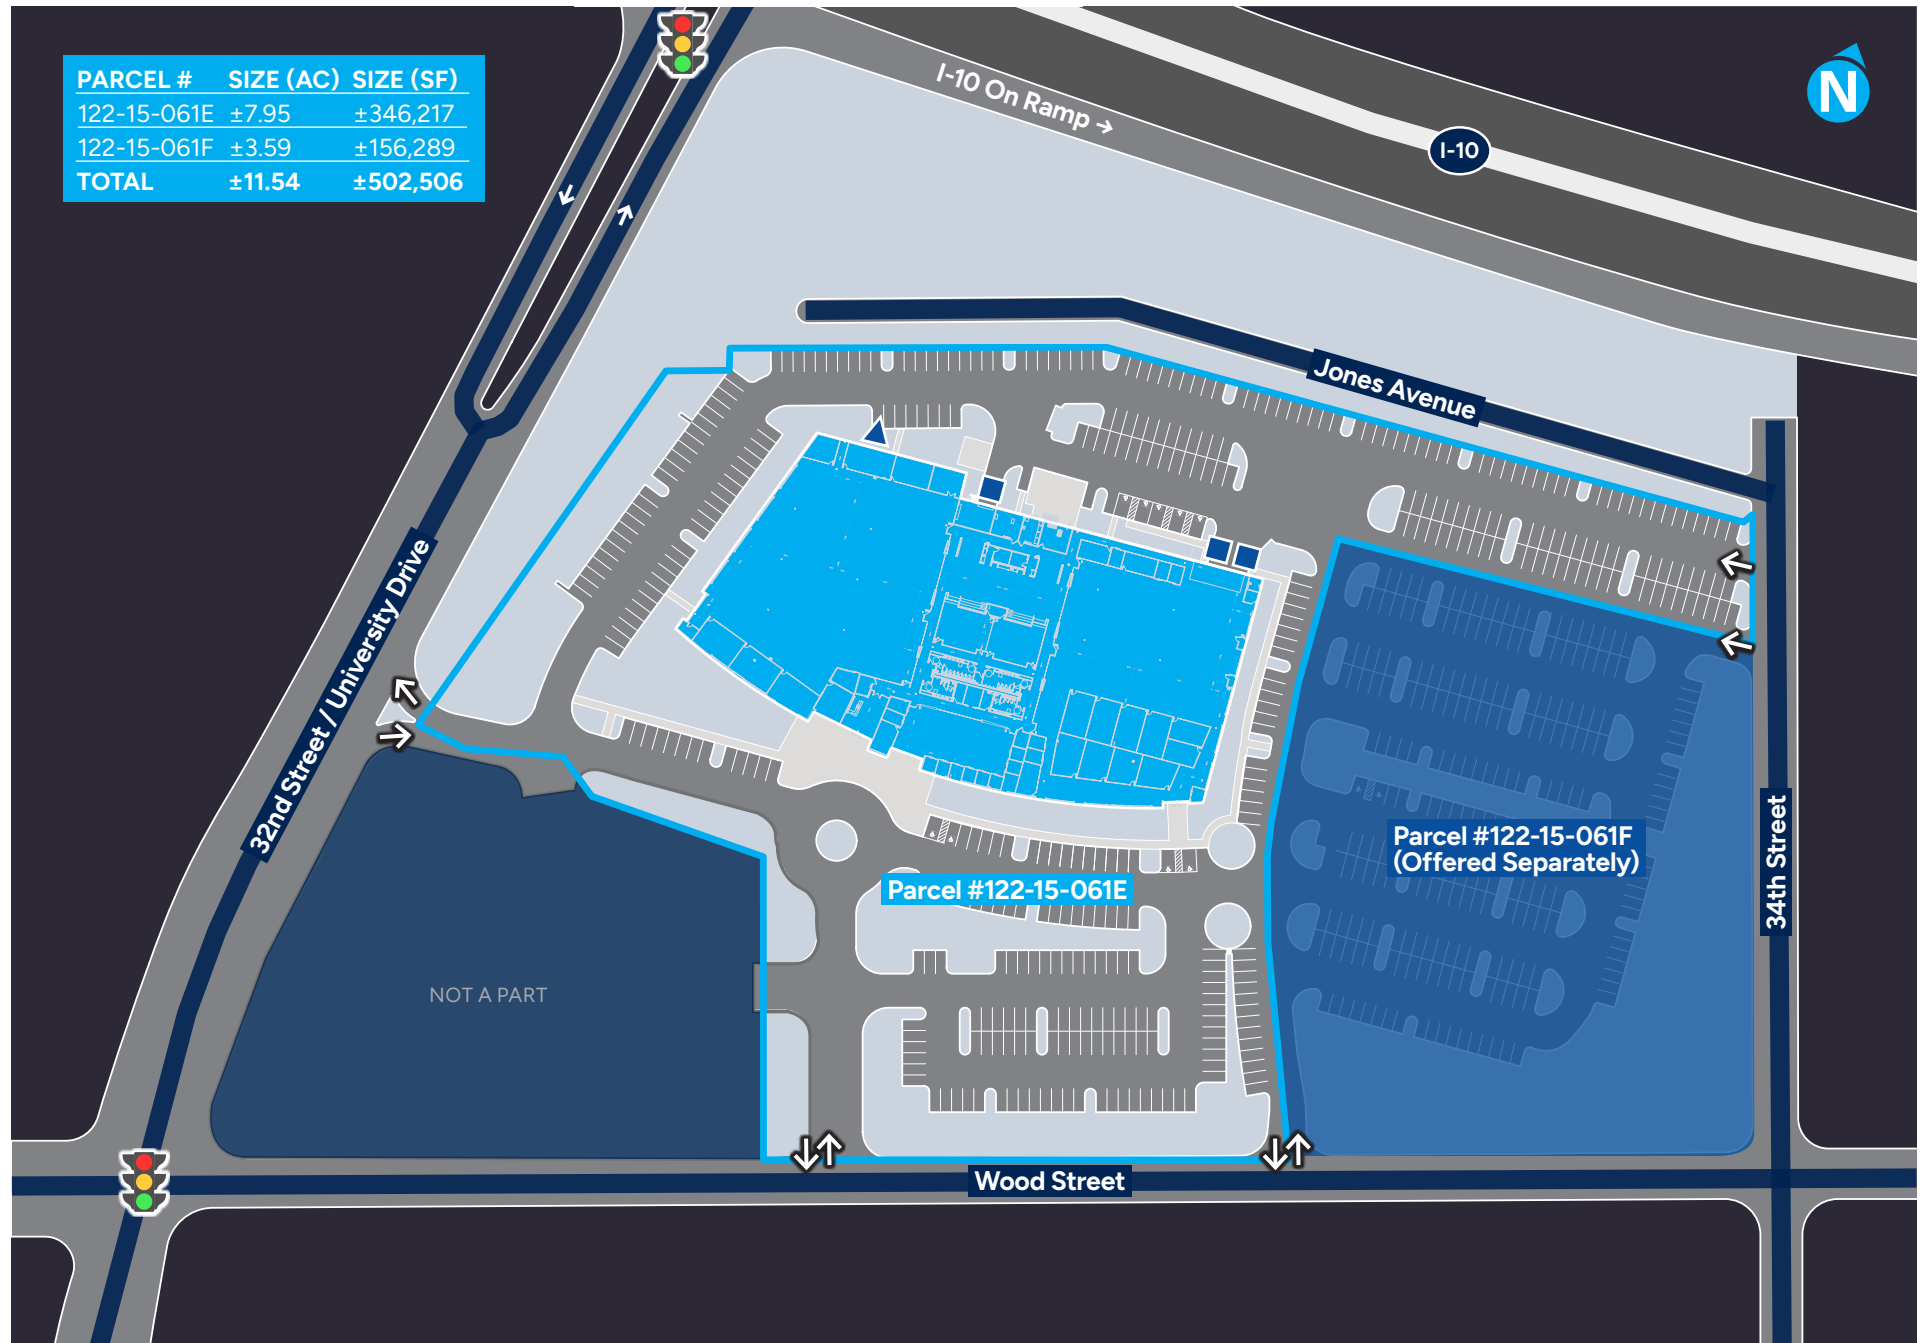 PARCEL # SIZE (AC) SIZE (SF)
122-15-061E ±7.95 ±346,217
122-15-061F ±3.59 ±156,289
TOTAL ±11.54 ±502,506
I-10 On Ramp →
I-10
N
Jones Avenue
32nd Street / University Drive
Parcel #122-15-061F
(Offered Separately)
34th Street
Parcel #122-15-061E
NOT A PART
Wood Street